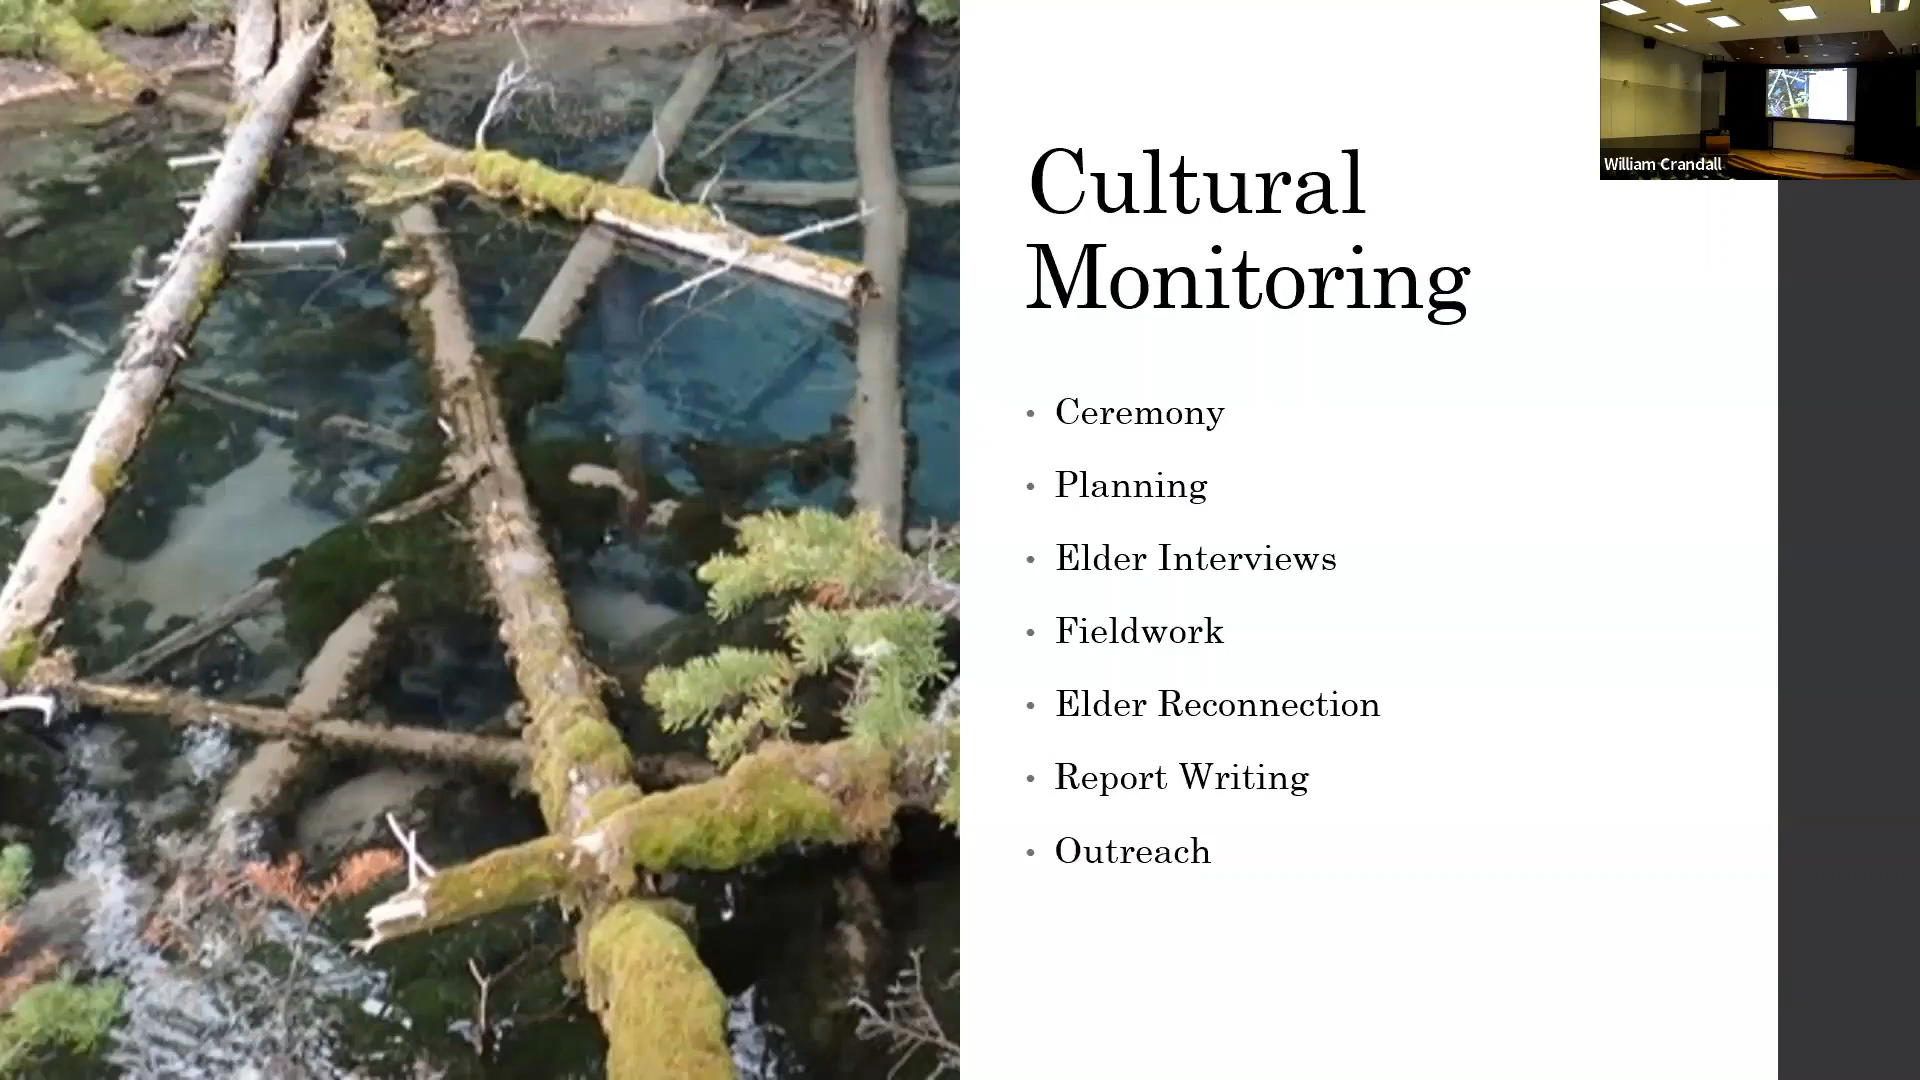 Cultural
Monitoring
• Ceremony
• Planning
• Elder Interviews
• Fieldwork
• Elder Reconnection
• Report Writing
• Outreach
William Crandall